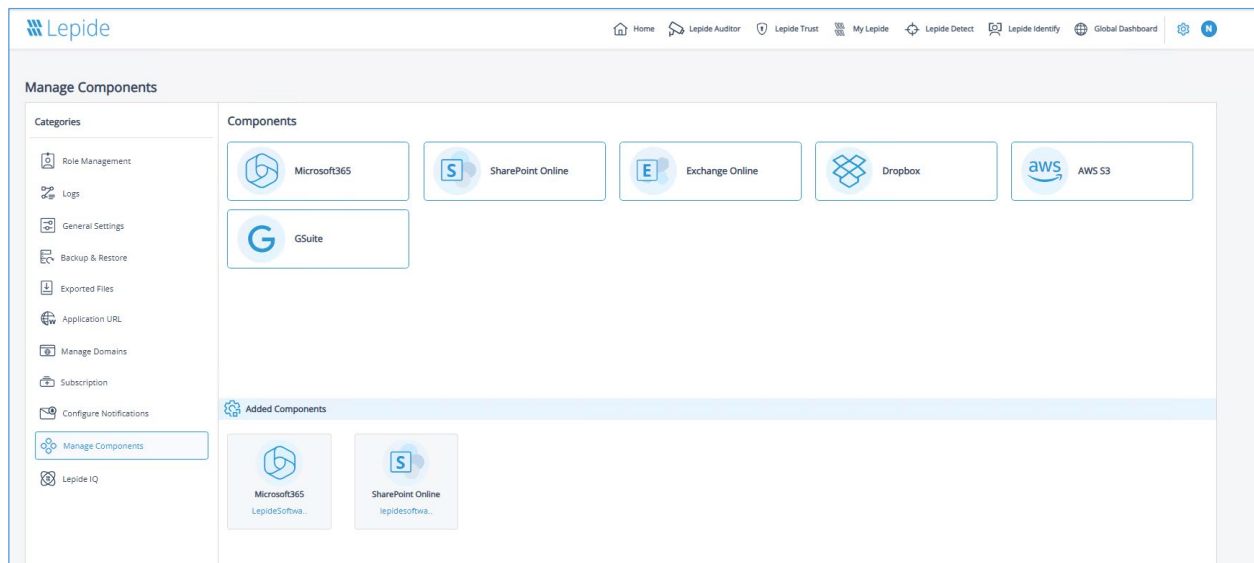 Lepide
Home Lepide Auditor Lepide Trust My Lepide Lepide Detect Lepide Identify Global Dashboard N
Manage Components
Categories
Role Management
Logs
General Settings
Backup & Restore
Exported Files
Application URL
Manage Domains
Subscription
Configure Notifications
Manage Components
Lepide IQ
Components
Microsoft365
S SharePoint Online
E Exchange Online
Dropbox
aws AWS S3
G GSuite
Added Components
Microsoft365
LepideSoftwa..
S
SharePoint Online
lepidesoftwa..